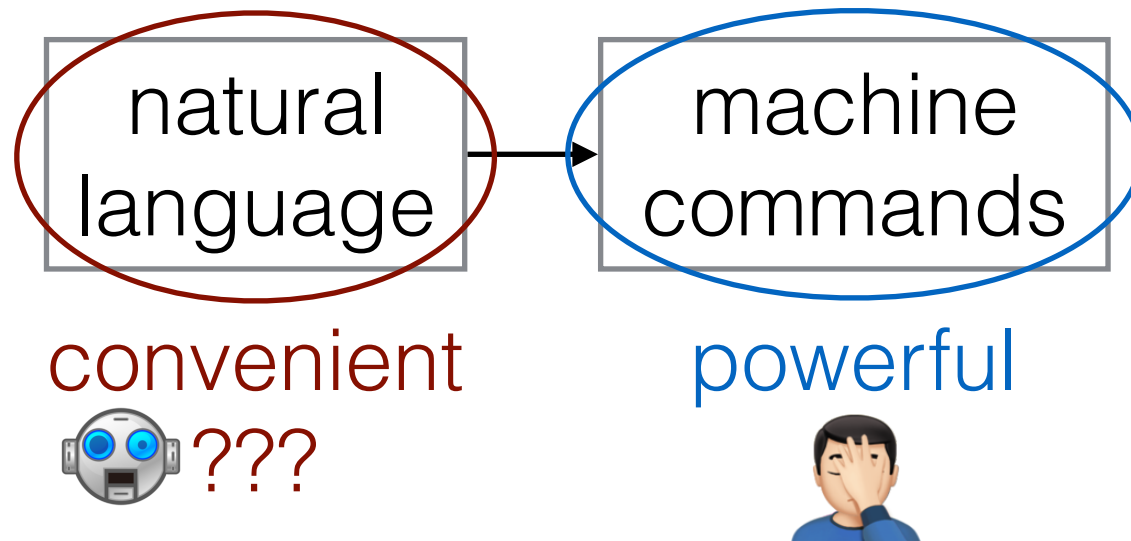 natural
language
machine
commands
convenient
powerful
???